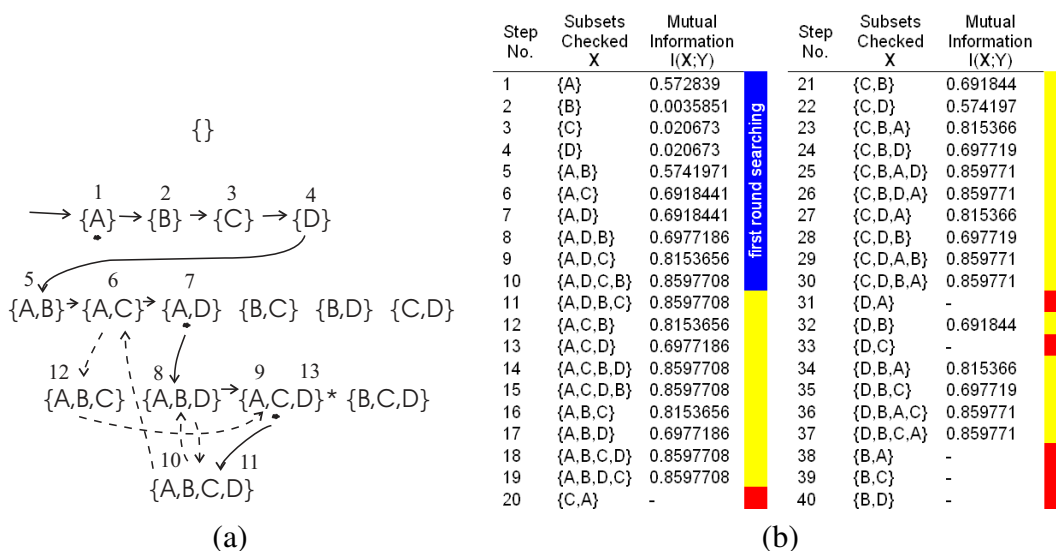 {}
1 2 3 4
{A} {B} {C} {D}
5 6 7
{A,B} {A,C} {A,D} {B,C} {B,D} {C,D}
12 8 9 13
{A,B,C} {A,B,D} {A,C,D}* {B,C,D}
10 11
{A,B,C,D}
(a)
Step No. Subsets Checked X Mutual Information I(X;Y)
1 {A} 0.572839
2 {B} 0.0035851
3 {C} 0.020673
4 {D} 0.020673
5 {A,B} 0.5741971
6 {A,C} 0.6918441
7 {A,D} 0.6918441
8 {A,D,B} 0.6977186
9 {A,D,C} 0.8153656
10 {A,D,C,B} 0.8597708
11 {A,D,B,C} 0.8597708
12 {A,C,B} 0.8153656
13 {A,C,D} 0.6977186
14 {A,C,B,D} 0.8597708
15 {A,C,D,B} 0.8597708
16 {A,B,C} 0.8153656
17 {A,B,D} 0.6977186
18 {A,B,C,D} 0.8597708
19 {A,B,D,C} 0.8597708
20 {C,A} -
first round searching
Step No. Subsets Checked X Mutual Information I(X;Y)
21 {C,B} 0.691844
22 {C,D} 0.574197
23 {C,B,A} 0.815366
24 {C,B,D} 0.697719
25 {C,B,A,D} 0.859771
26 {C,B,D,A} 0.859771
27 {C,D,A} 0.815366
28 {C,D,B} 0.697719
29 {C,D,A,B} 0.859771
30 {C,D,B,A} 0.859771
31 {D,A} -
32 {D,B} 0.691844
33 {D,C} -
34 {D,B,A} 0.815366
35 {D,B,C} 0.697719
36 {D,B,A,C} 0.859771
37 {D,B,C,A} 0.859771
38 {B,A} -
39 {B,C} -
40 {B,D} -
(b)